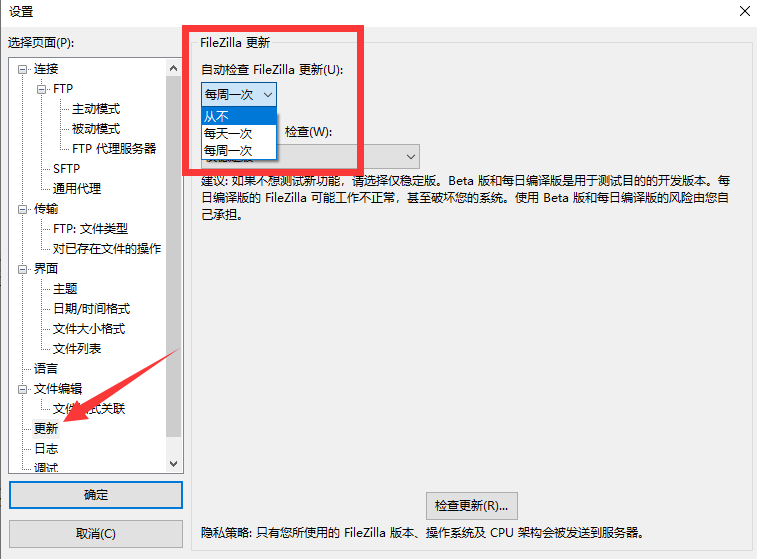 设置
选择页面(P):
连接
FTP
主动模式
被动模式
FTP 代理服务器
SFTP
通用代理
传输
FTP: 文件类型
对已存在文件的操作
界面
主题
日期/时间格式
文件大小格式
文件列表
语言
文件编辑
更新
日志
调试
确定
取消(C)
FileZilla 更新
自动检查 FileZilla 更新(U):
每周一次
从不
每天一次
每周一次
检查(W):
建议: 如果不想测试新功能，请选择仅稳定版。Beta 版和每日编译版是用于测试目的的开发版本。每
日编译版的 FileZilla 可能工作不正常，甚至破坏您的系统。使用 Beta 版和每日编译版的风险由您自
己承担。
检查更新(R)...
隐私策略: 只有您所使用的 FileZilla 版本、操作系统及 CPU 架构会被发送到服务器。